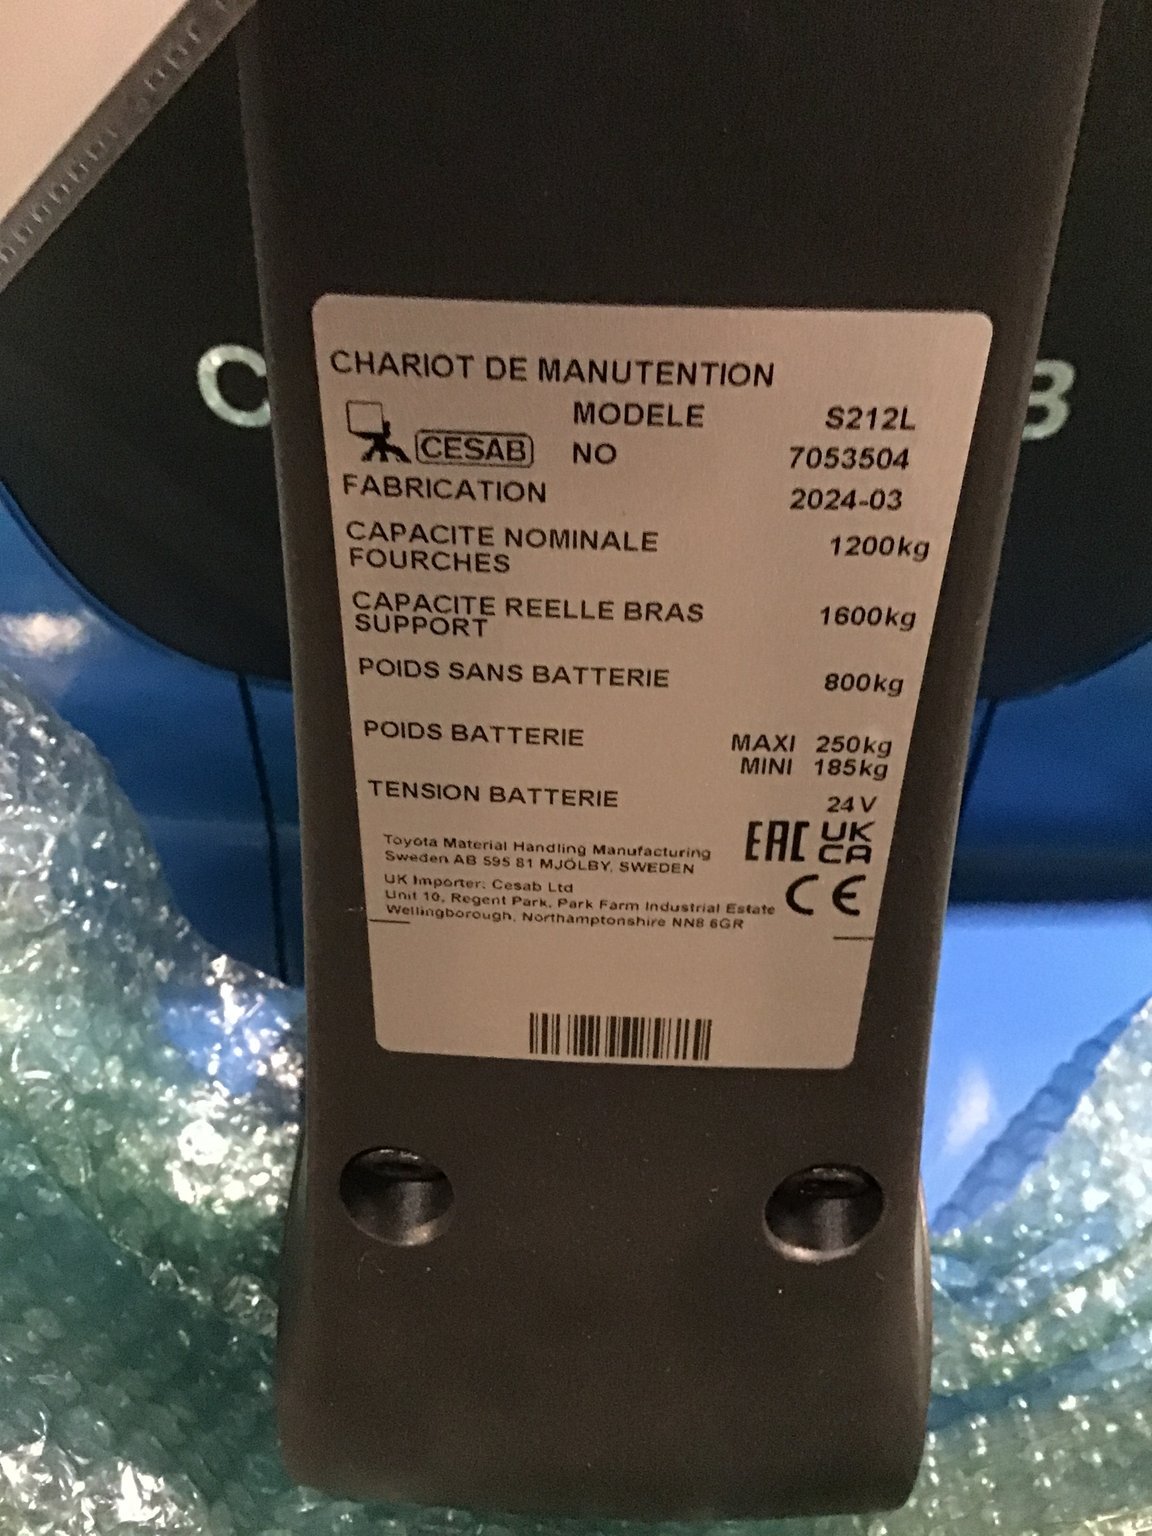 C B
CHARIOT DE MANUTENTION
CESAB MODELE S212L
NO 7053504
FABRICATION 2024-03
CAPACITE NOMINALE
FOURCHES 1200kg
CAPACITE REELLE BRAS
SUPPORT 1600kg
POIDS SANS BATTERIE 800kg
POIDS BATTERIE MAXI 250kg
MINI 185kg
TENSION BATTERIE 24V
EAC UK
CA
CE
Toyota Material Handling Manufacturing
Sweden AB 595 81 MJÖLBY, SWEDEN
UK Importer: Cesab Ltd
Unit 10, Regent Park, Park Farm Industrial Estate
Wellingborough, Northamptonshire NN8 6GR